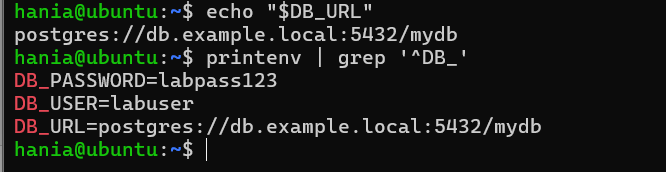 hania@ubuntu:~$ echo "$DB_URL"
postgres://db.example.local:5432/mydb
hania@ubuntu:~$ printenv | grep '^DB_'
DB_PASSWORD=labpass123
DB_USER=labuser
DB_URL=postgres://db.example.local:5432/mydb
hania@ubuntu:~$